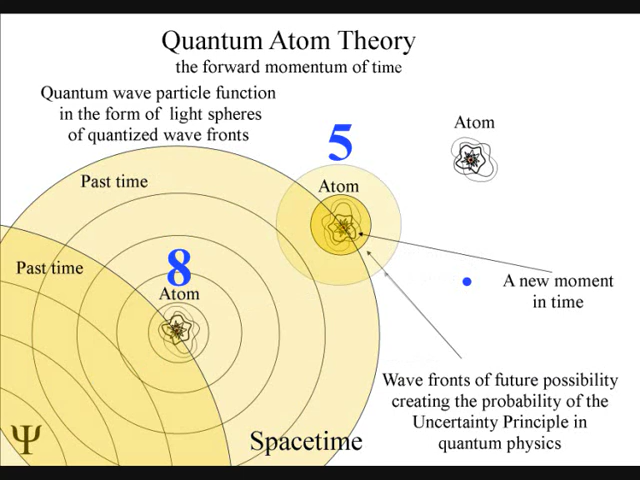 Quantum Atom Theory
the forward momentum of time
Quantum wave particle function
in the form of light spheres
of quantized wave fronts
5
Atom
Atom
Past time
Past time
8
Atom
A new moment
in time
Wave fronts of future possibility
creating the probability of the
Uncertainty Principle in
quantum physics
Ψ
Spacetime